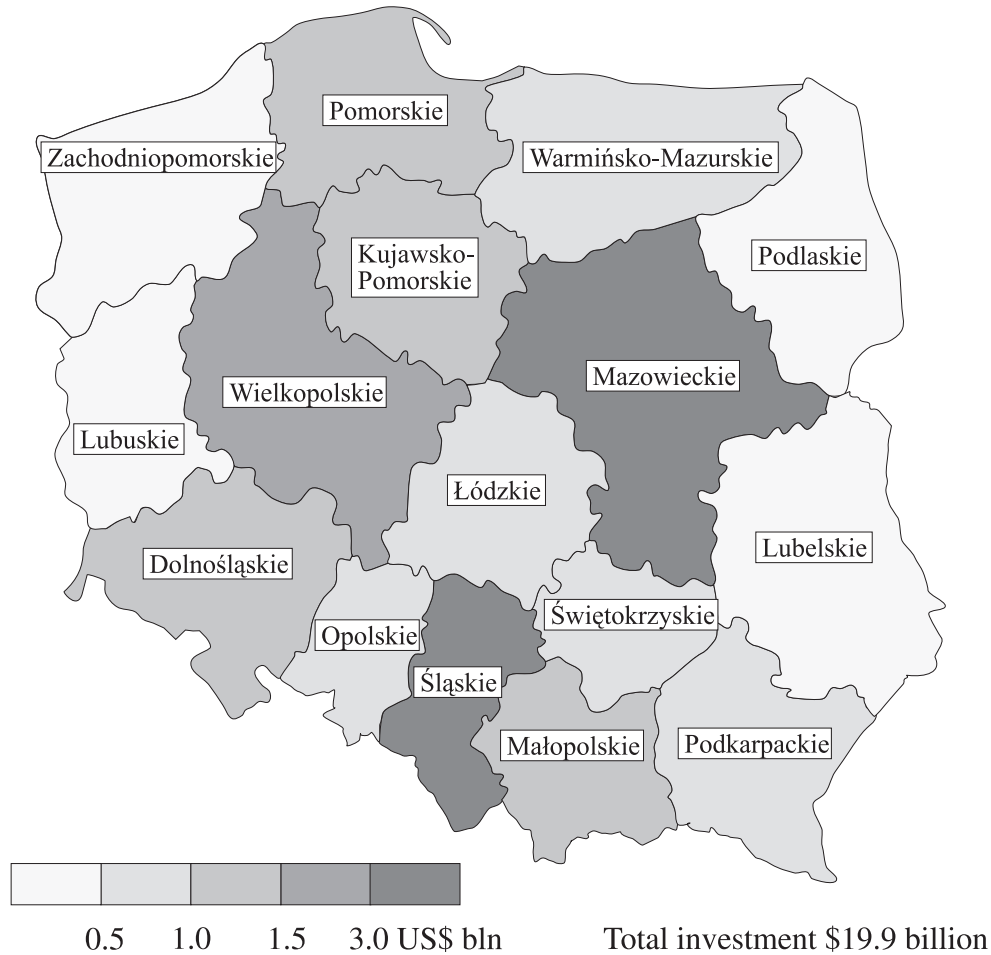 Pomorskie
Zachodniopomorskie
Warmińsko-Mazurskie
Kujawsko-
Pomorskie
Podlaskie
Mazowieckie
Wielkopolskie
Lubuskie
Łódzkie
Lubelskie
Dolnośląskie
Świętokrzyskie
Opolskie
Śląskie
Małopolskie
Podkarpackie
0.5 1.0 1.5 3.0 US$ bln
Total investment $19.9 billion